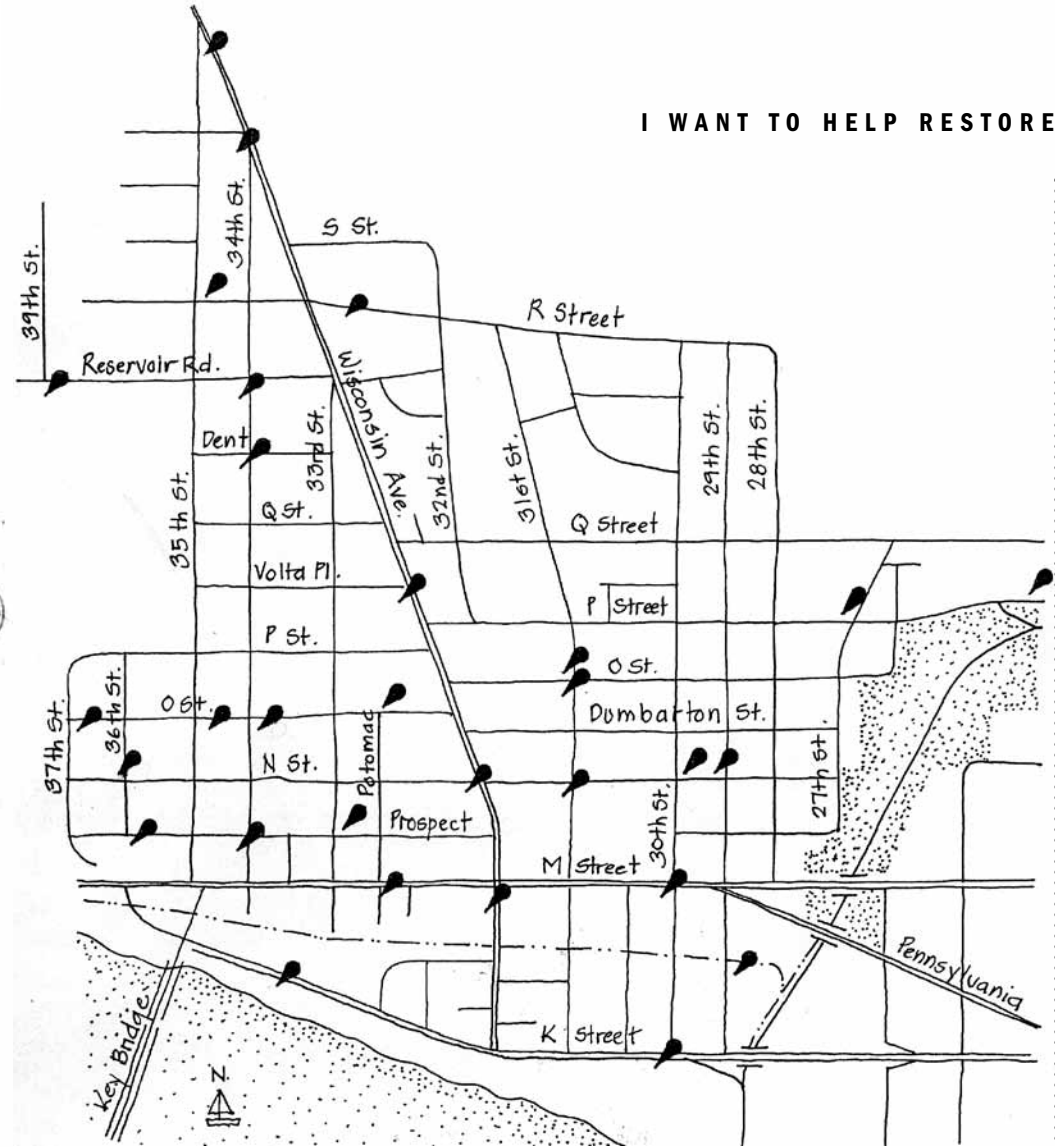 I WANT TO HELP RESTORE
S St.
34th St.
39th St.
R Street
Reservoir Rd.
Wisconsin Ave.
Dent
33rd St.
32nd St.
31st St.
29th St.
28th St.
35th St.
Q St.
Q Street
Volta Pl.
P Street
P St.
O St.
36th St.
37th St.
O St.
Potomac
Dumbarton St.
N St.
27th St.
30th St.
Prospect
M Street
Pennsylvania
K Street
Key Bridge
N